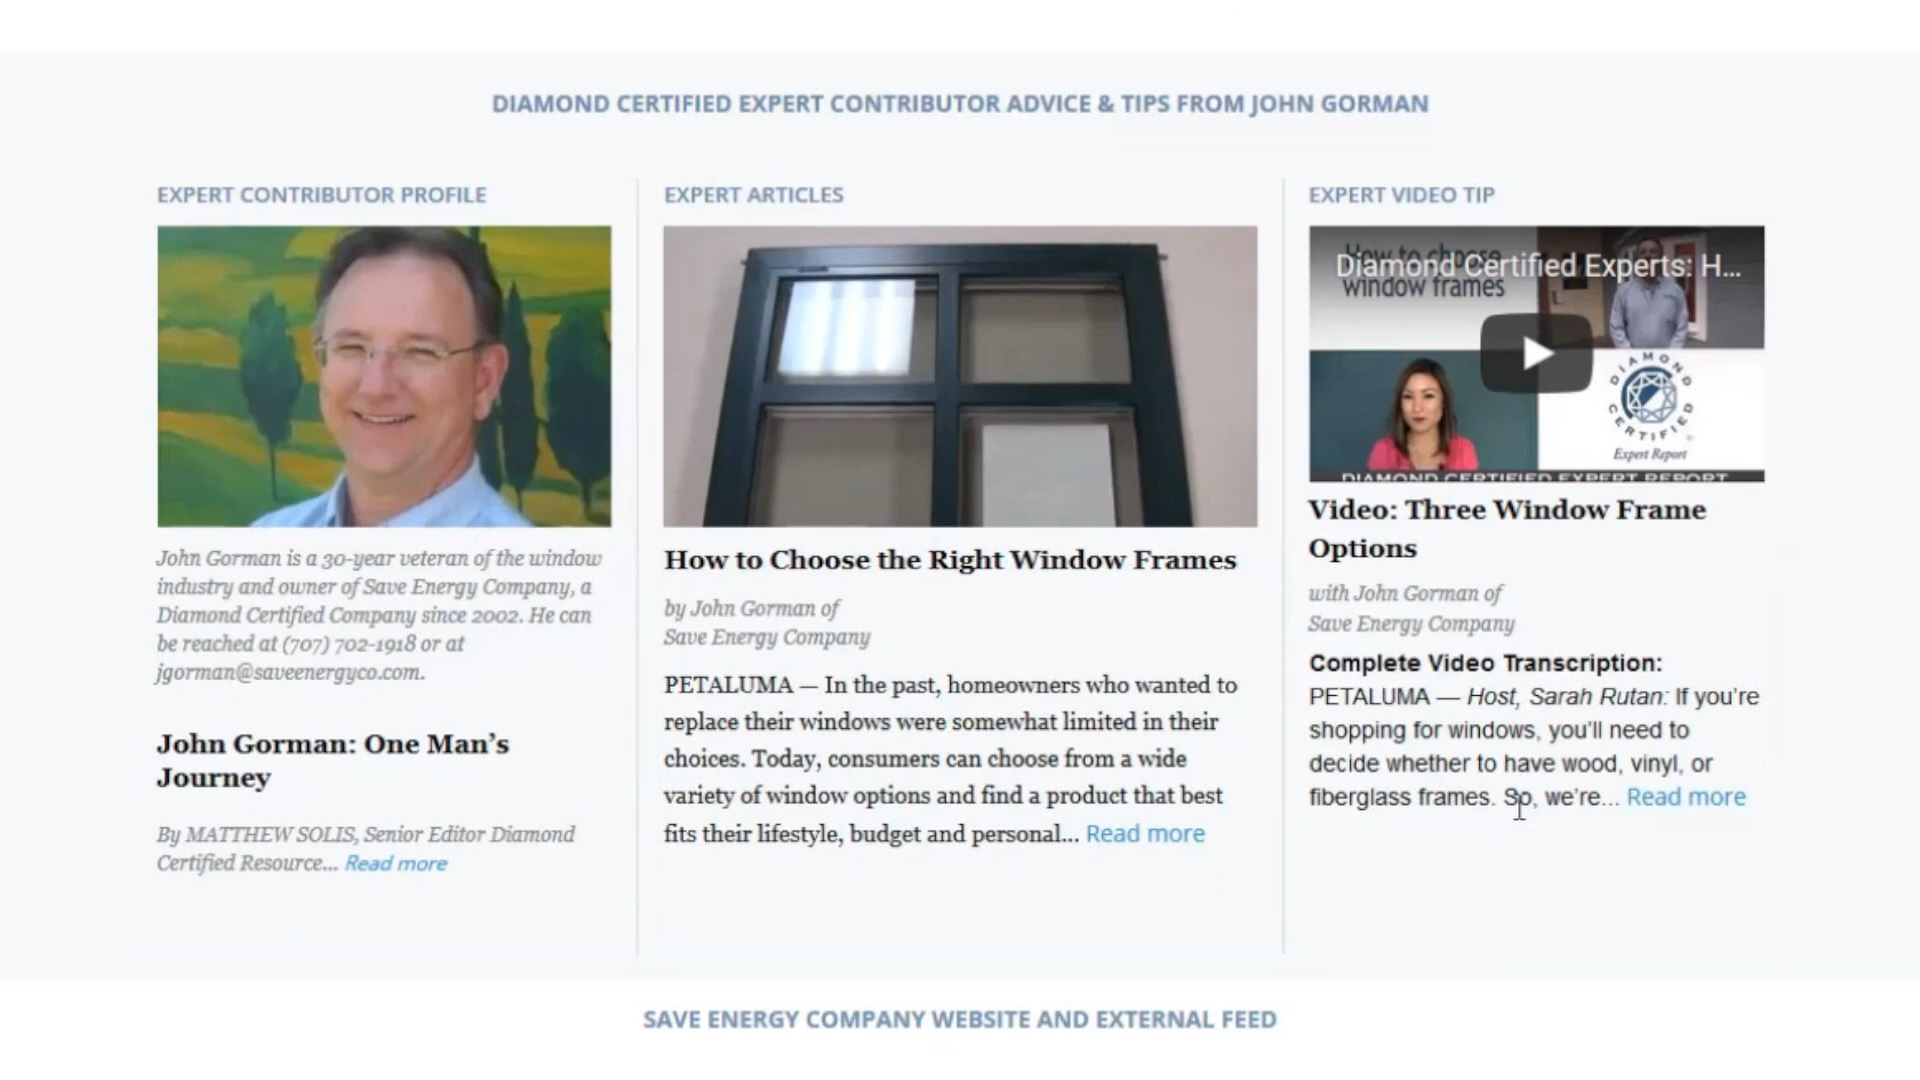 DIAMOND CERTIFIED EXPERT CONTRIBUTOR ADVICE & TIPS FROM JOHN GORMAN
EXPERT CONTRIBUTOR PROFILE
John Gorman is a 30-year veteran of the window
industry and owner of Save Energy Company, a
Diamond Certified Company since 2002. He can
be reached at (707) 702-1918 or at
jgorman@saveenergyco.com.
John Gorman: One Man’s
Journey
By MATTHEW SOLIS, Senior Editor Diamond
Certified Resource... Read more
EXPERT ARTICLES
How to Choose the Right Window Frames
by John Gorman of
Save Energy Company
PETALUMA — In the past, homeowners who wanted to
replace their windows were somewhat limited in their
choices. Today, consumers can choose from a wide
variety of window options and find a product that best
fits their lifestyle, budget and personal... Read more
EXPERT VIDEO TIP
How to choose
Diamond Certified Experts: H...
window frames
DIAMOND CERTIFIED
Expert Report
DIAMOND CERTIFIED EXPERT REPORT
Video: Three Window Frame
Options
with John Gorman of
Save Energy Company
Complete Video Transcription:
PETALUMA — Host, Sarah Rutan: If you’re
shopping for windows, you’ll need to
decide whether to have wood, vinyl, or
fiberglass frames. So, we’re... Read more
SAVE ENERGY COMPANY WEBSITE AND EXTERNAL FEED